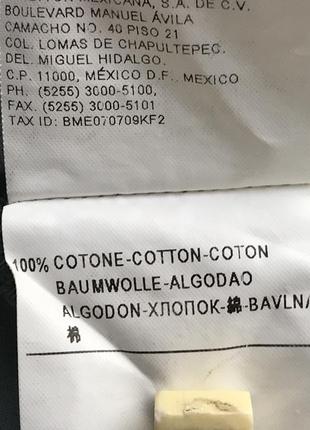 MEXICANA, S.A. DE C.V.
BOULEVARD MANUEL ÁVILA
CAMACHO NO. 40 PISO 21
COL. LOMAS DE CHAPULTEPEC.
DEL. MIGUEL HIDALGO.
C.P. 11000, MÉXICO D.F., MEXICO
PH. (5255) 3000-5100,
FAX. (5255) 3000-5101
TAX ID: BME070709KF2
100% COTONE-COTTON-COTON
BAUMWOLLE-ALGODAO
ALGODON-ХЛОПОК-綿-BAVLNA
棉